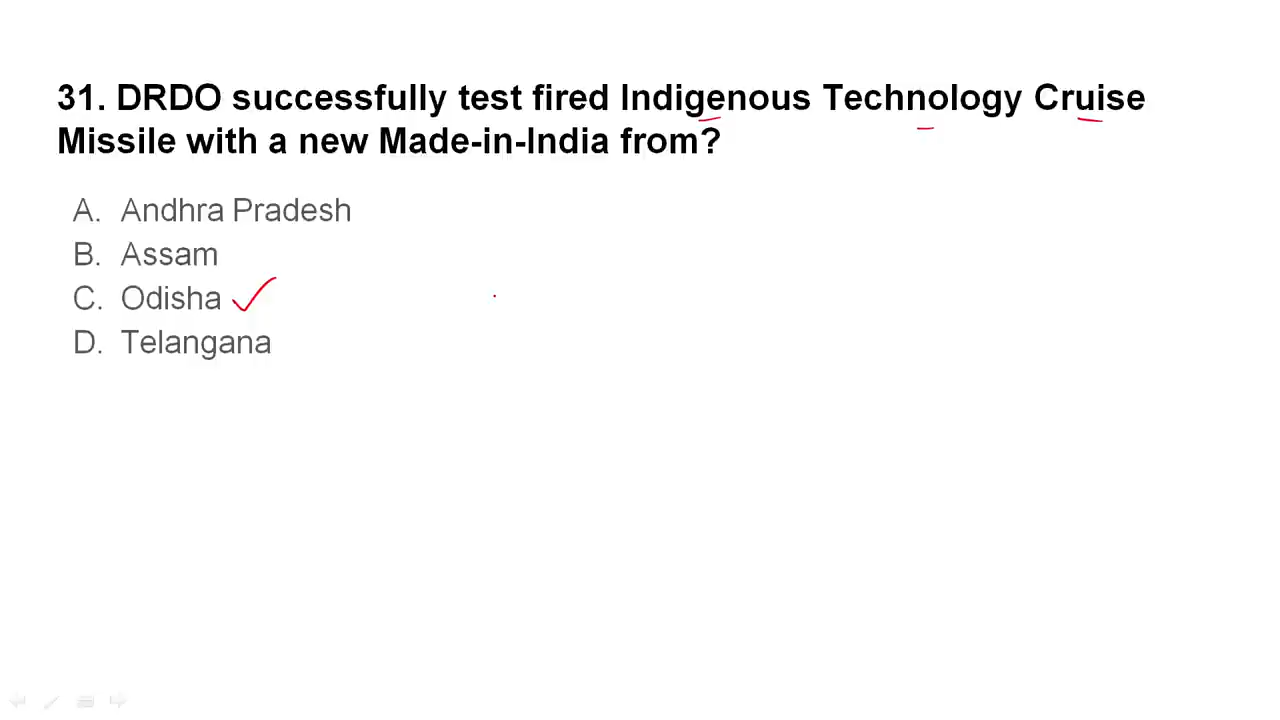 31. DRDO successfully test fired Indigenous Technology Cruise
Missile with a new Made-in-India from?
A. Andhra Pradesh
B. Assam
C. Odisha
D. Telangana